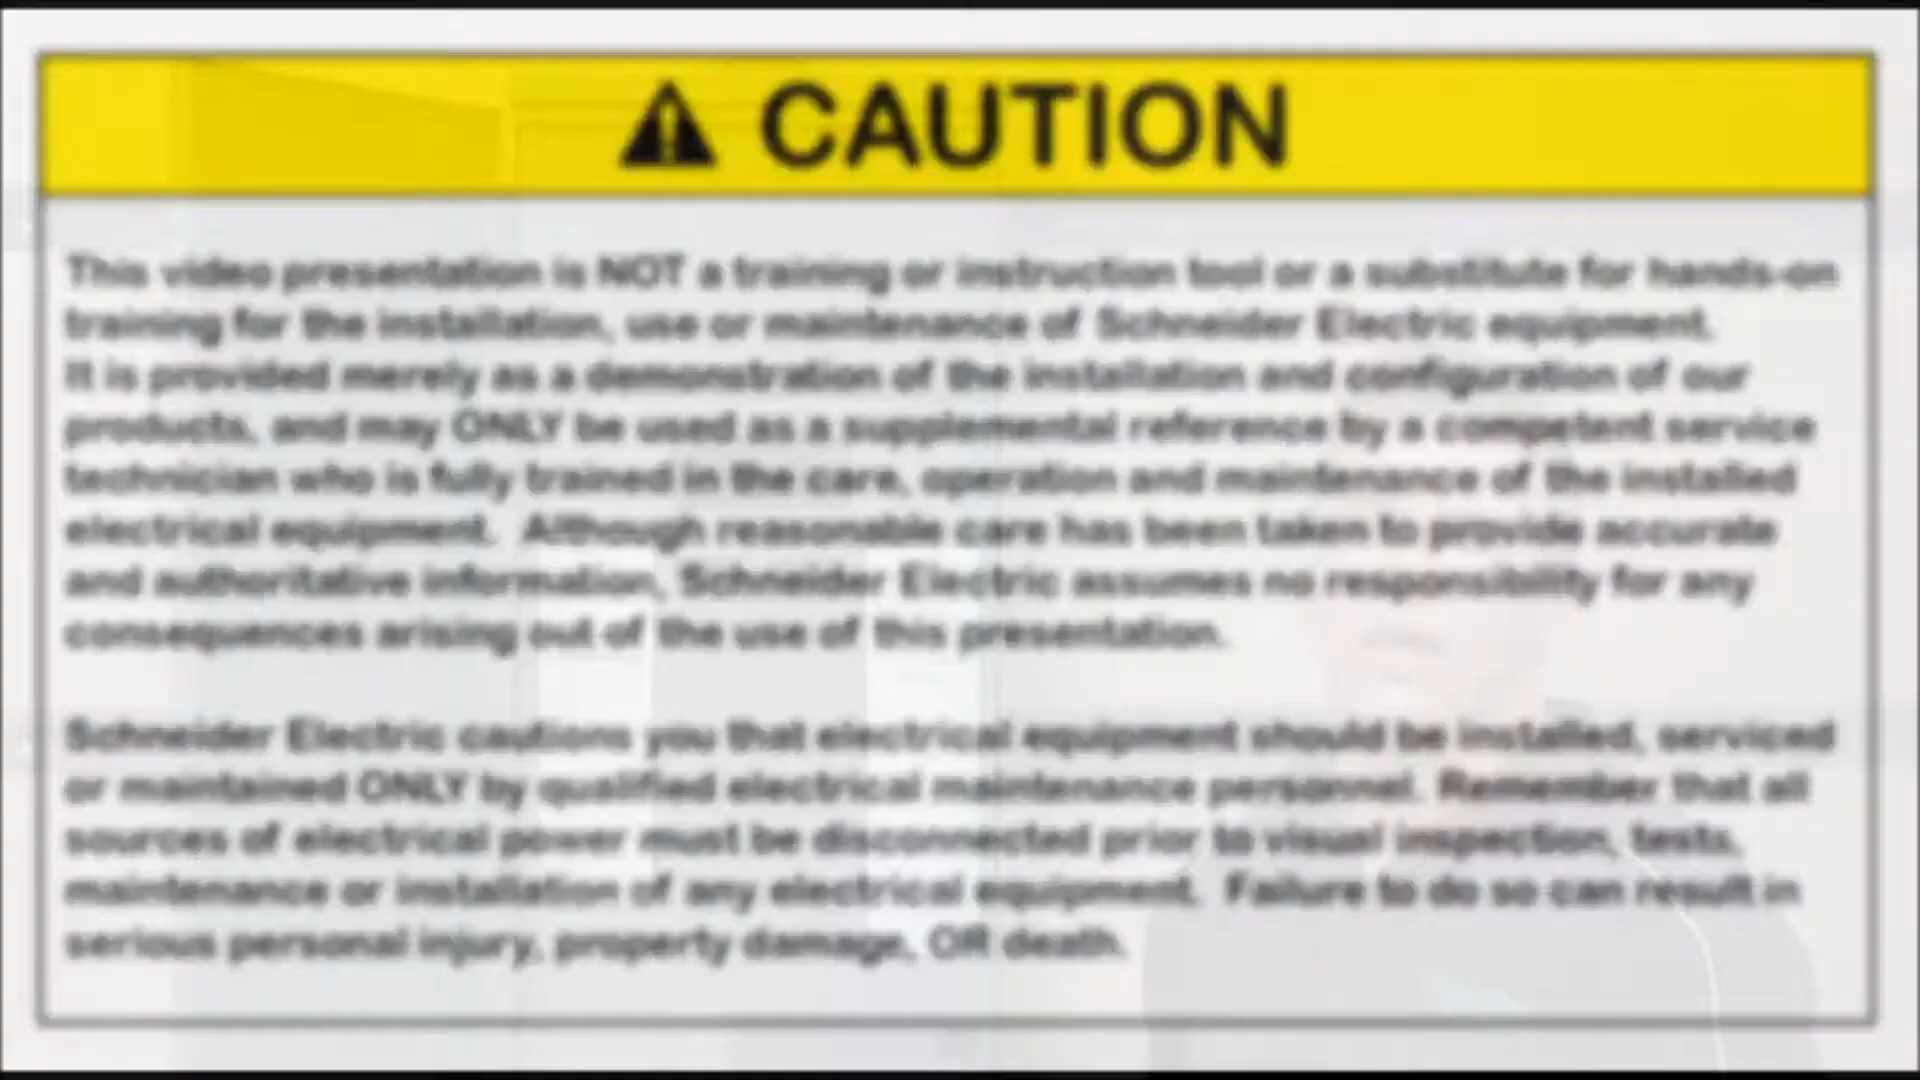 CAUTION
This video presentation is NOT a training or instruction tool or a substitute for hands-on
training for the installation, use or maintenance of Schneider Electric equipment.
It is provided merely as a demonstration of the installation and configuration of our
products, and may ONLY be used as a supplemental reference by a competent service
technician who is fully trained in the care, operation and maintenance of the installed
electrical equipment. Although reasonable care has been taken to provide accurate
and authoritative information, Schneider Electric assumes no responsibility for any
consequences arising out of the use of this presentation.
Schneider Electric cautions you that electrical equipment should be installed, serviced
or maintained ONLY by qualified electrical maintenance personnel. Remember that all
sources of electrical power must be disconnected prior to visual inspection, tests,
maintenance or installation of any electrical equipment. Failure to do so can result in
serious personal injury, property damage, OR death.